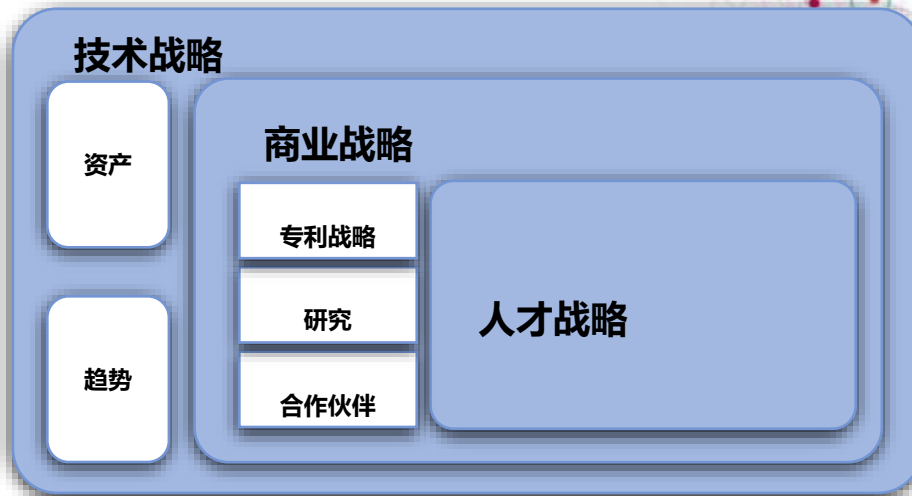 技术战略
资产
趋势
商业战略
专利战略
研究
合作伙伴
人才战略